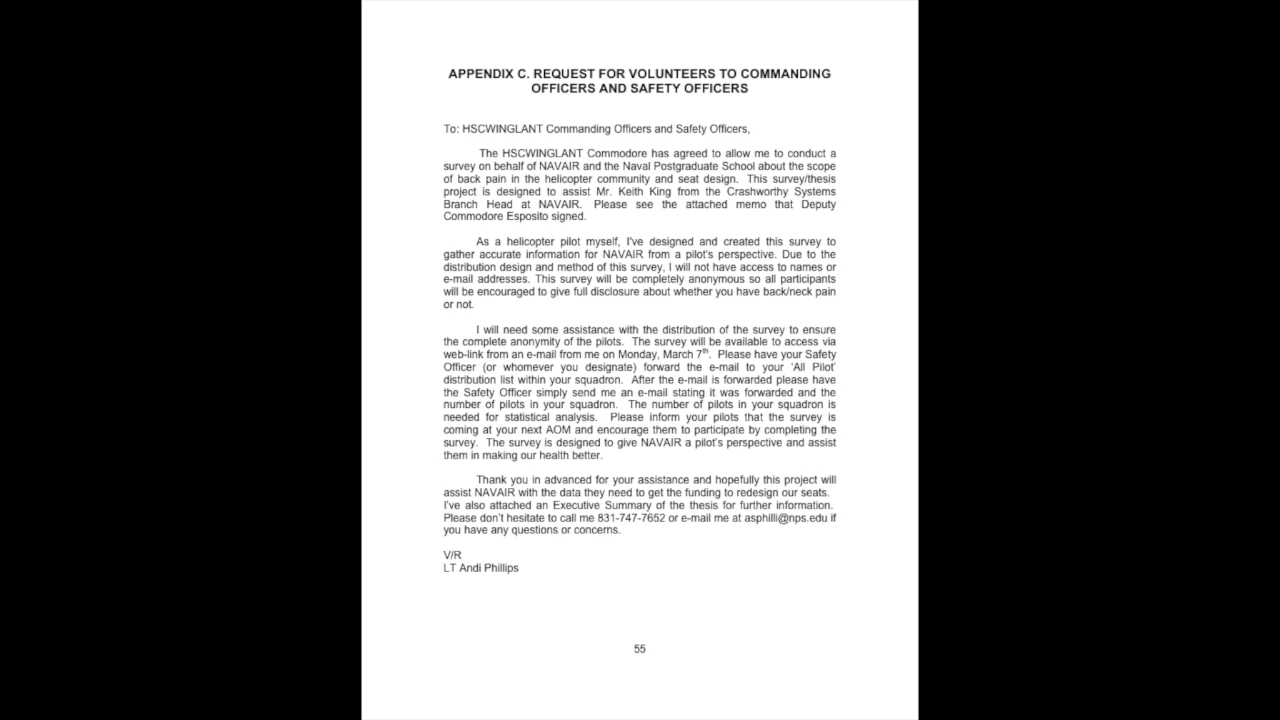 APPENDIX C. REQUEST FOR VOLUNTEERS TO COMMANDING
OFFICERS AND SAFETY OFFICERS
To: HSCWINGLANT Commanding Officers and Safety Officers,
The HSCWINGLANT Commodore has agreed to allow me to conduct a
survey on behalf of NAVAIR and the Naval Postgraduate School about the scope
of back pain in the helicopter community and seat design. This survey/thesis
project is designed to assist Mr. Keith King from the Crashworthy Systems
Branch Head at NAVAIR. Please see the attached memo that Deputy
Commodore Esposito signed.
As a helicopter pilot myself, I've designed and created this survey to
gather accurate information for NAVAIR from a pilot's perspective. Due to the
distribution design and method of this survey, I will not have access to names or
e-mail addresses. This survey will be completely anonymous so all participants
will be encouraged to give full disclosure about whether you have back/neck pain
or not.
I will need some assistance with the distribution of the survey to ensure
the complete anonymity of the pilots. The survey will be available to access via
web-link from an e-mail from me on Monday, March 7th. Please have your Safety
Officer (or whomever you designate) forward the e-mail to your 'All Pilot'
distribution list within your squadron. After the e-mail is forwarded please have
the Safety Officer simply send me an e-mail stating it was forwarded and the
number of pilots in your squadron. The number of pilots in your squadron is
needed for statistical analysis. Please inform your pilots that the survey is
coming at your next AOM and encourage them to participate by completing the
survey. The survey is designed to give NAVAIR a pilot's perspective and assist
them in making our health better.
Thank you in advanced for your assistance and hopefully this project will
assist NAVAIR with the data they need to get the funding to redesign our seats.
I've also attached an Executive Summary of the thesis for further information.
Please don't hesitate to call me 831-747-7652 or e-mail me at asphilli@nps.edu if
you have any questions or concerns.
V/R
LT Andi Phillips
55